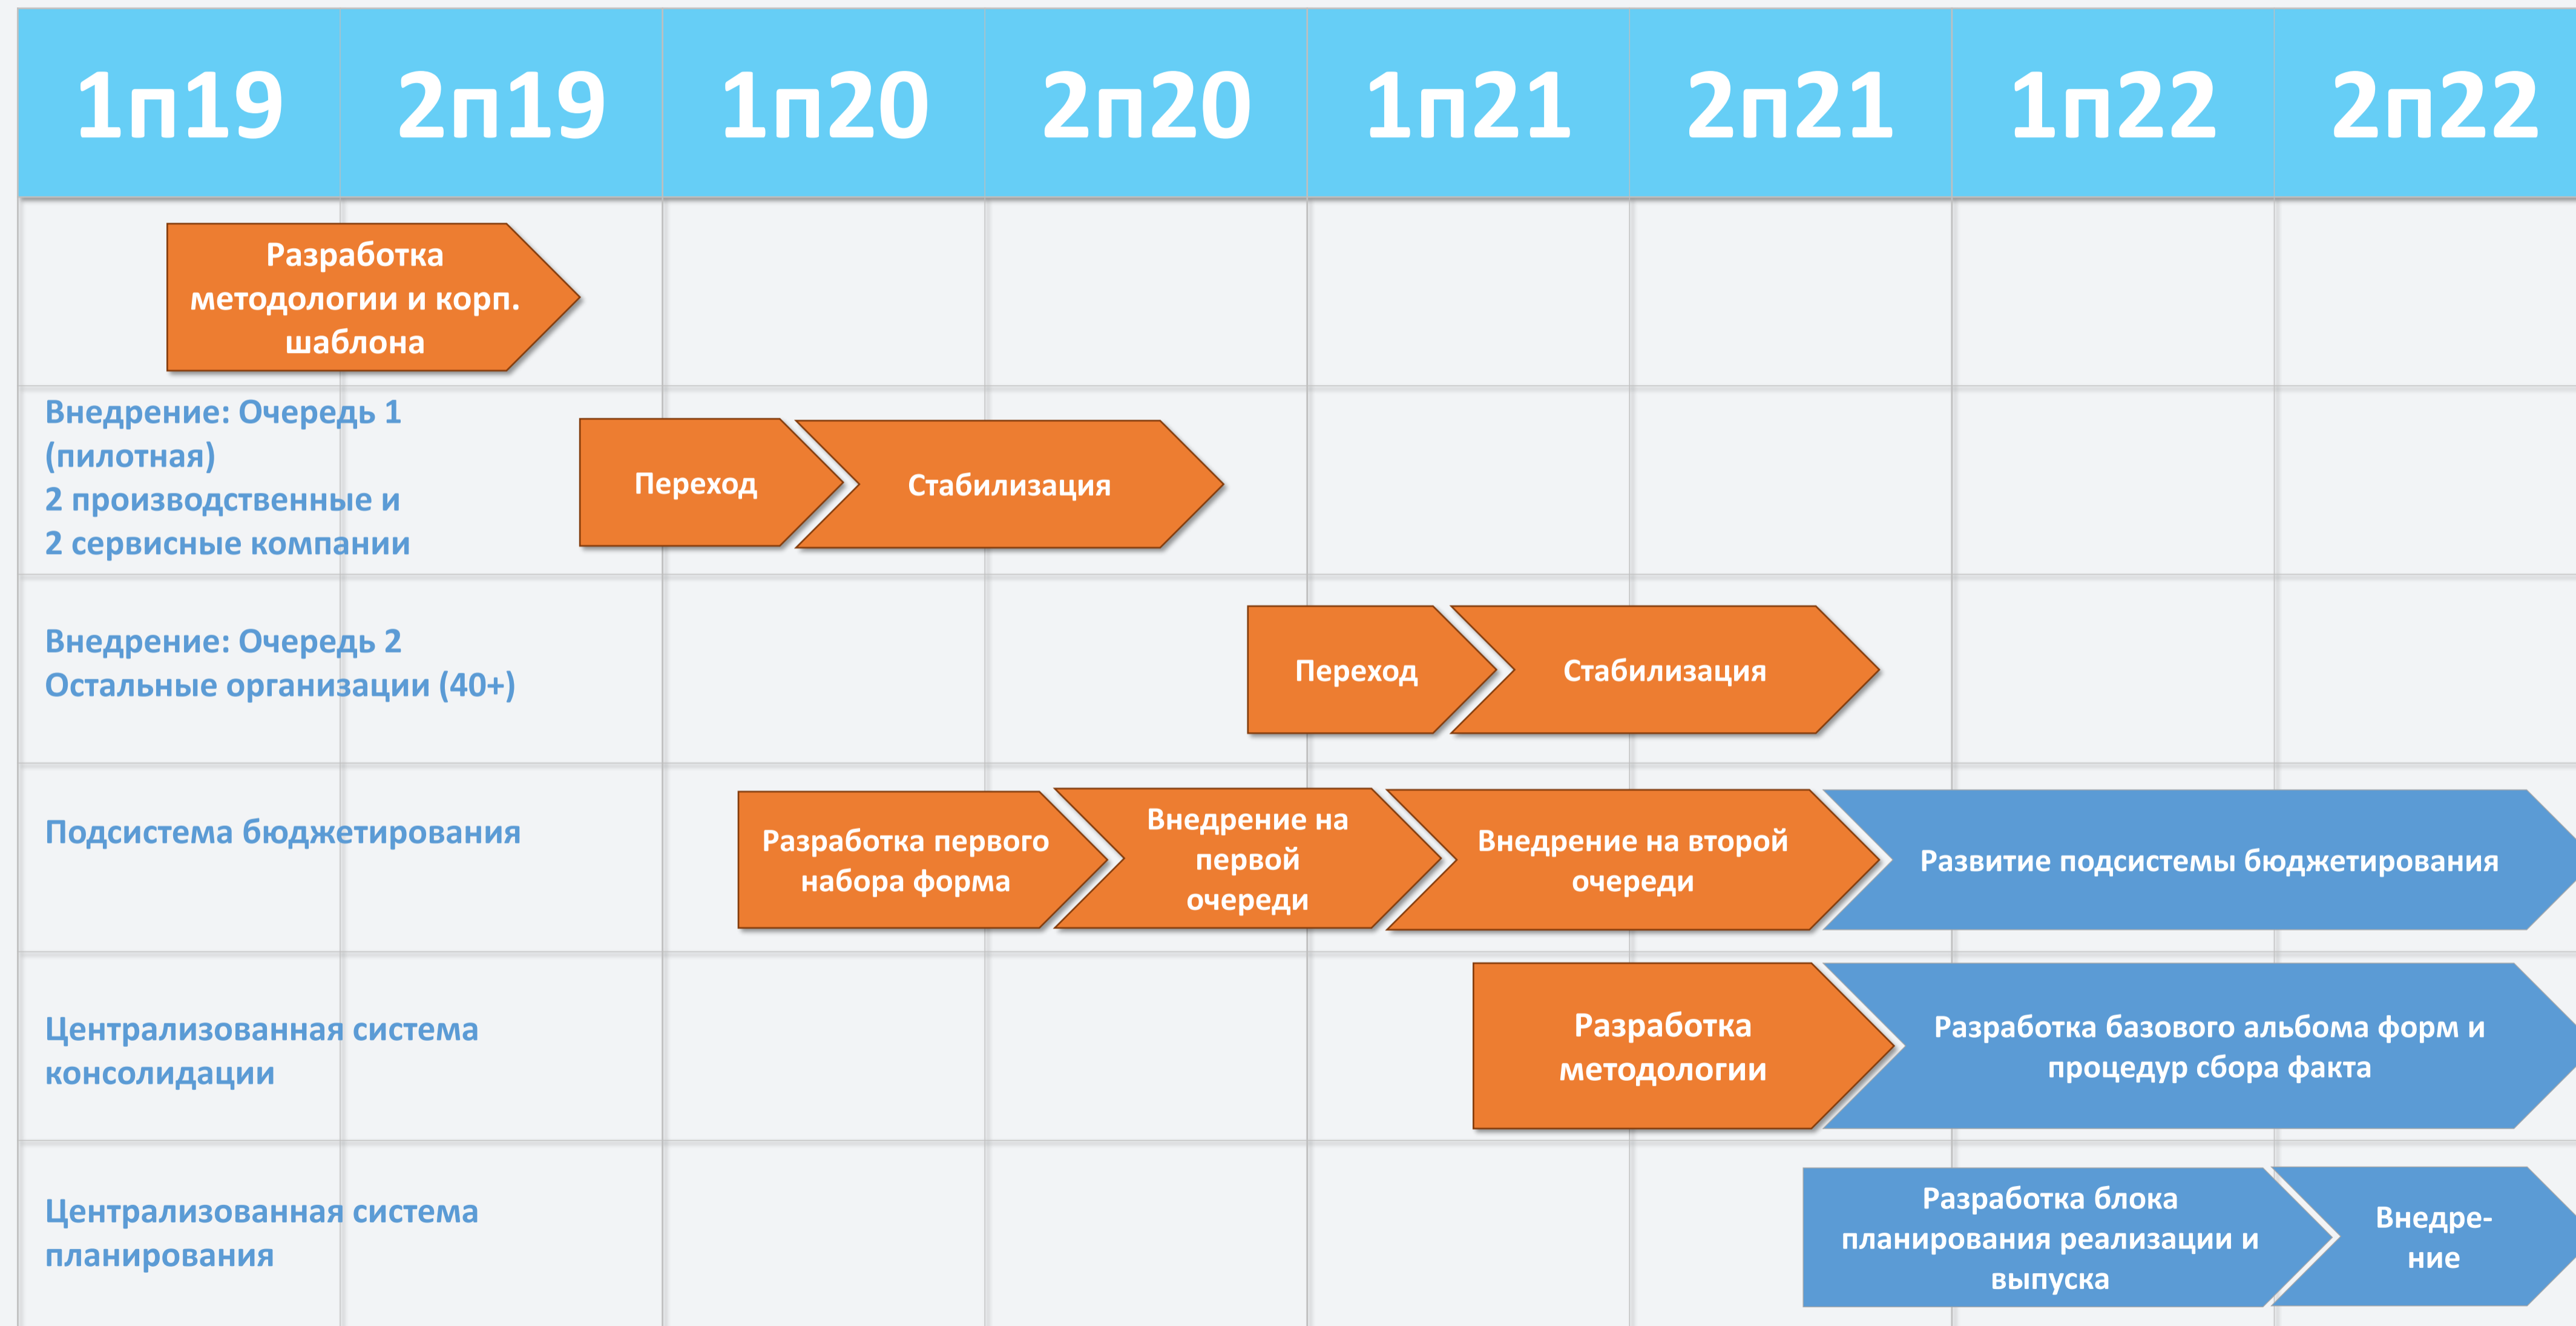 1п19
2п19
1п20
2п20
1п21
2п21
1п22
2п22
Разработка
методологии и корп.
шаблона
Внедрение: Очередь 1
(пилотная)
2 производственные и
2 сервисные компании
Переход
Стабилизация
Внедрение: Очередь 2
Остальные организации (40+)
Переход
Стабилизация
Подсистема бюджетирования
Разработка первого
набора форма
Внедрение на
первой
очереди
Внедрение на второй
очереди
Развитие подсистемы бюджетирования
Централизованная система
консолидации
Разработка
методологии
Разработка базового альбома форм и
процедур сбора факта
Централизованная система
планирования
Разработка блока
планирования реализации и
выпуска
Внедре-
ние